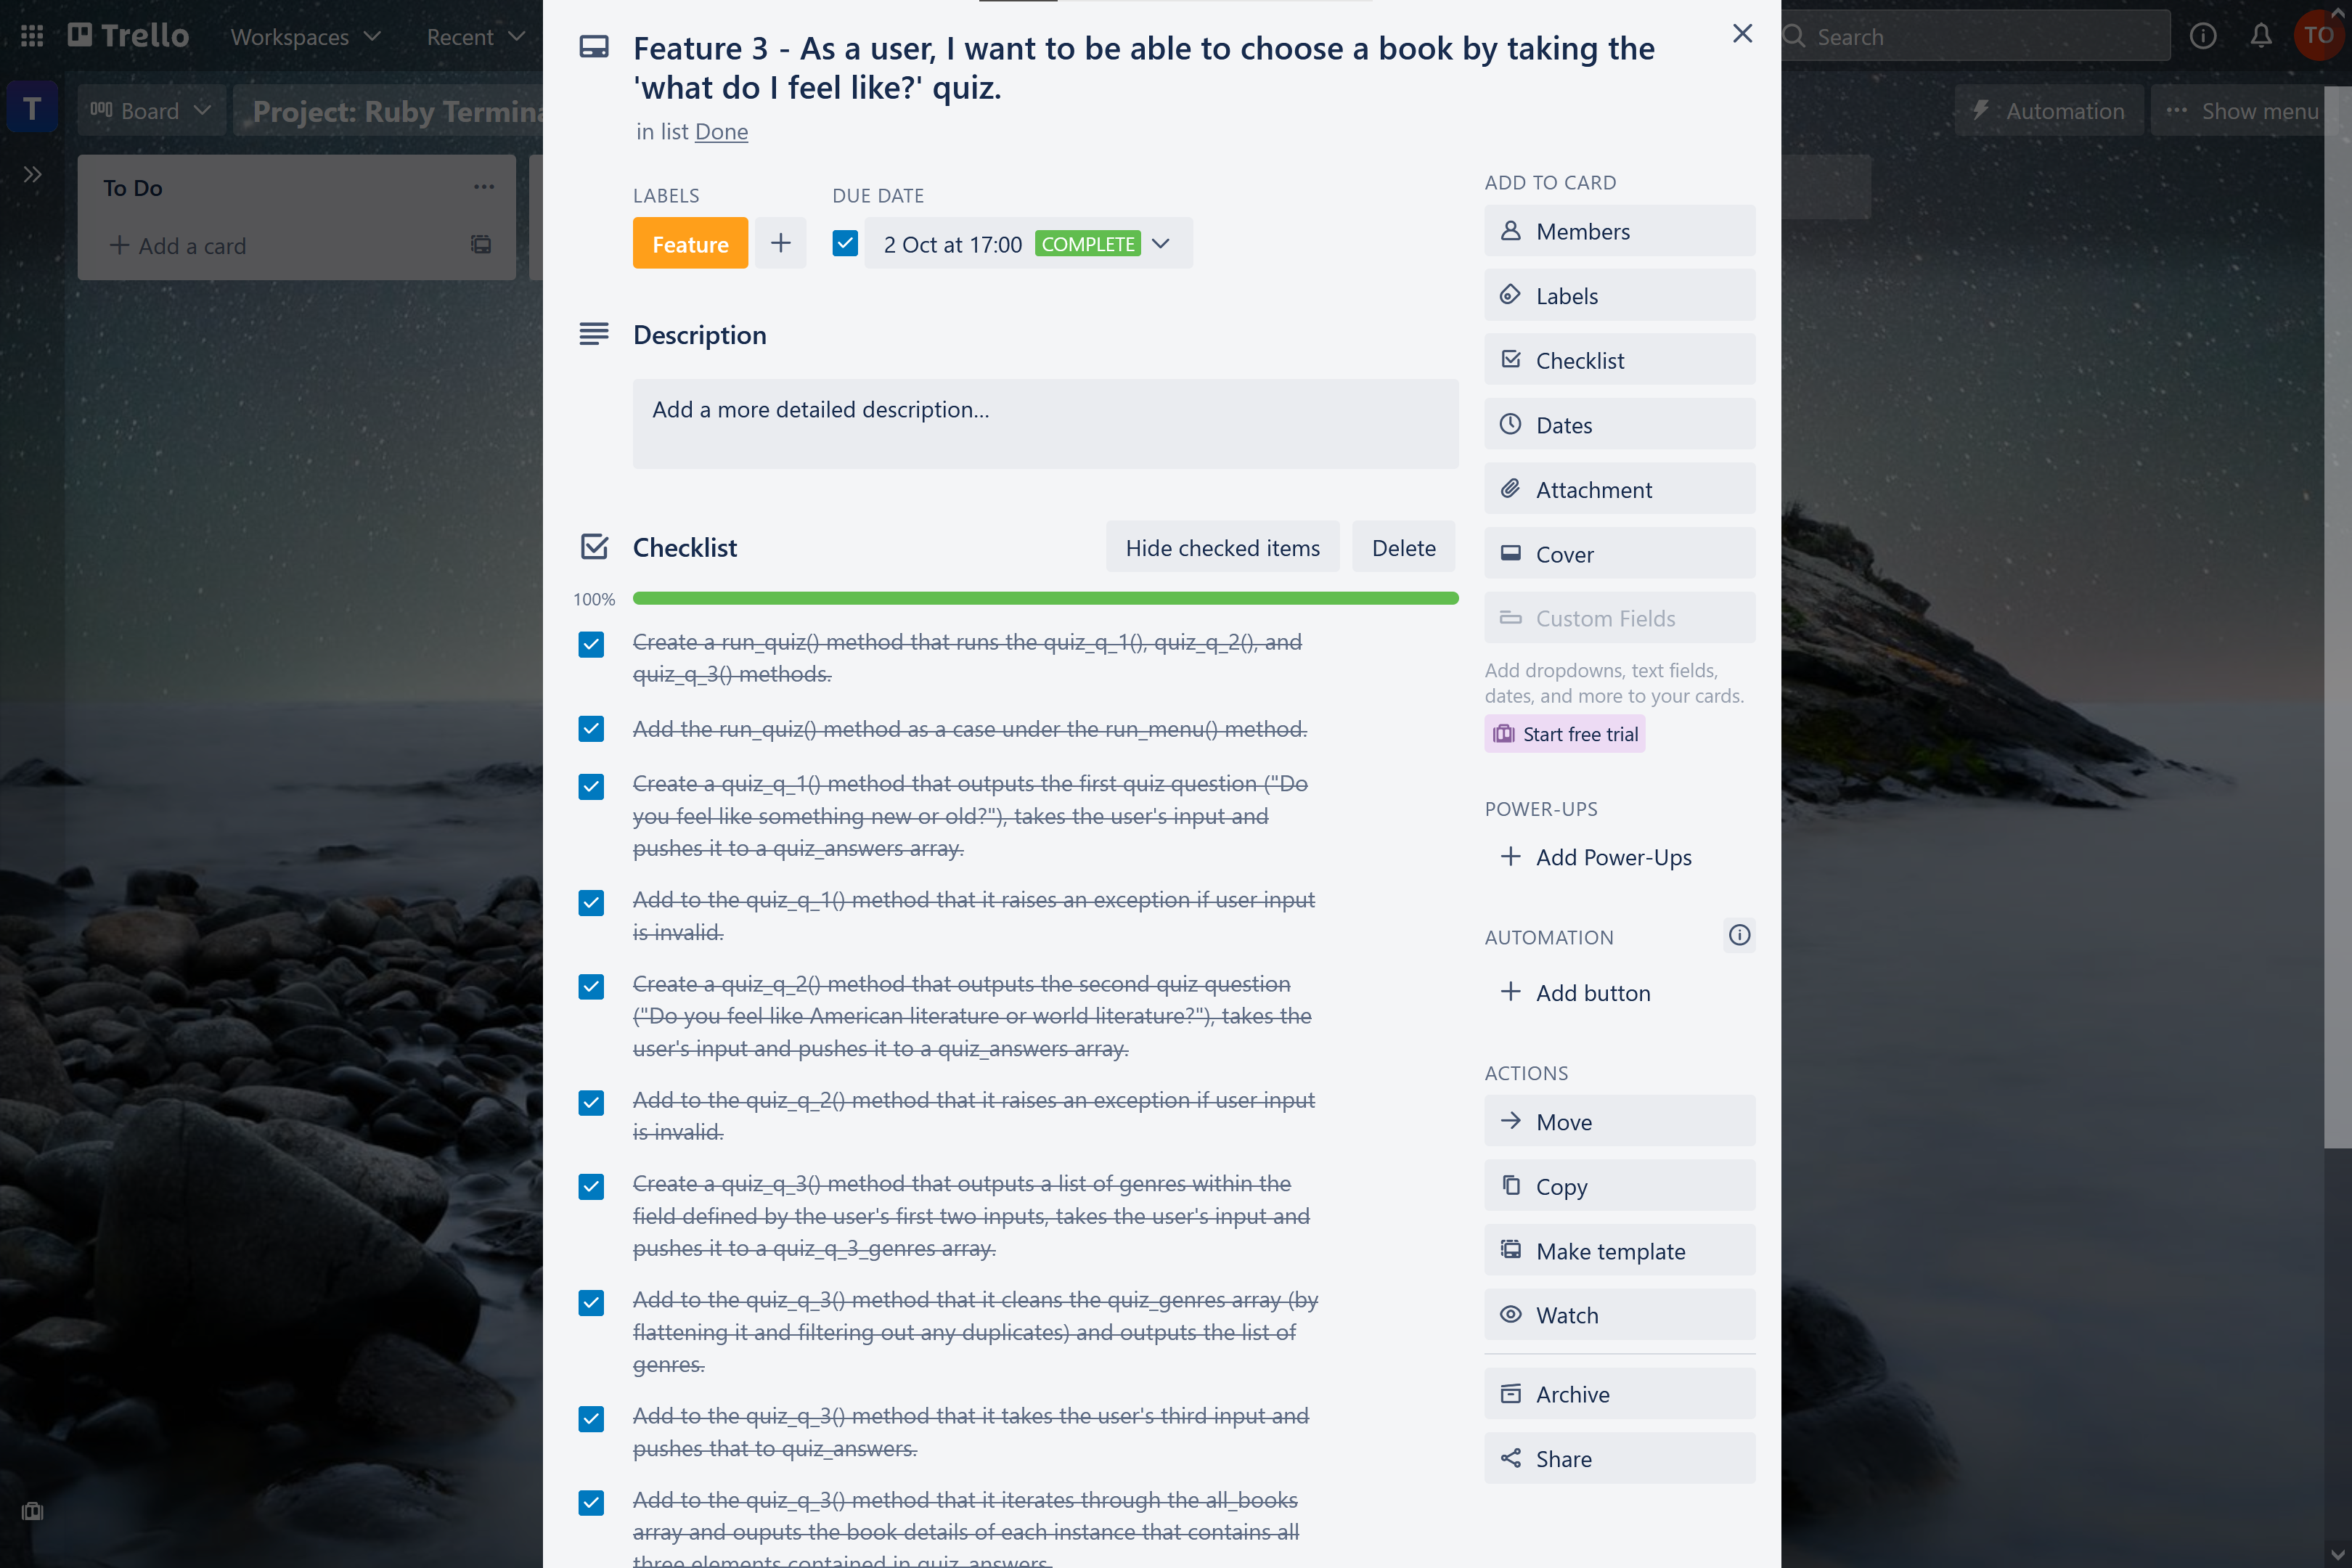 Trello
Workspaces
Recent
Search
TO
T
Board
Project: Ruby Termina
Automation
Show menu
To Do
Add a card
Feature 3 - As a user, I want to be able to choose a book by taking the
'what do I feel like?' quiz.
in list Done
LABELS
DUE DATE
Feature
2 Oct at 17:00
COMPLETE
Description
Add a more detailed description...
Checklist
Hide checked items
Delete
100%
Create a run_quiz() method that runs the quiz_q_1(), quiz_q_2(), and
quiz_q_3() methods.
Add the run_quiz() method as a case under the run_menu() method.
Create a quiz_q_1() method that outputs the first quiz question ("Do
you feel like something new or old?"), takes the user's input and
pushes it to a quiz_answers array.
Add to the quiz_q_1() method that it raises an exception if user input
is invalid.
Create a quiz_q_2() method that outputs the second quiz question
("Do you feel like American literature or world literature?"), takes the
user's input and pushes it to a quiz_answers array.
Add to the quiz_q_2() method that it raises an exception if user input
is invalid.
Create a quiz_q_3() method that outputs a list of genres within the
field defined by the user's first two inputs, takes the user's input and
pushes it to a quiz_q_3_genres array.
Add to the quiz_q_3() method that it cleans the quiz_genres array (by
flattening it and filtering out any duplicates) and outputs the list of
genres.
Add to the quiz_q_3() method that it takes the user's third input and
pushes that to quiz_answers.
Add to the quiz_q_3() method that it iterates through the all_books
array and ouputs the book details of each instance that contains all
three elements contained in quiz_answers.
ADD TO CARD
Members
Labels
Checklist
Dates
Attachment
Cover
Custom Fields
Add dropdowns, text fields,
dates, and more to your cards.
Start free trial
POWER-UPS
Add Power-Ups
AUTOMATION
Add button
ACTIONS
Move
Copy
Make template
Watch
Archive
Share